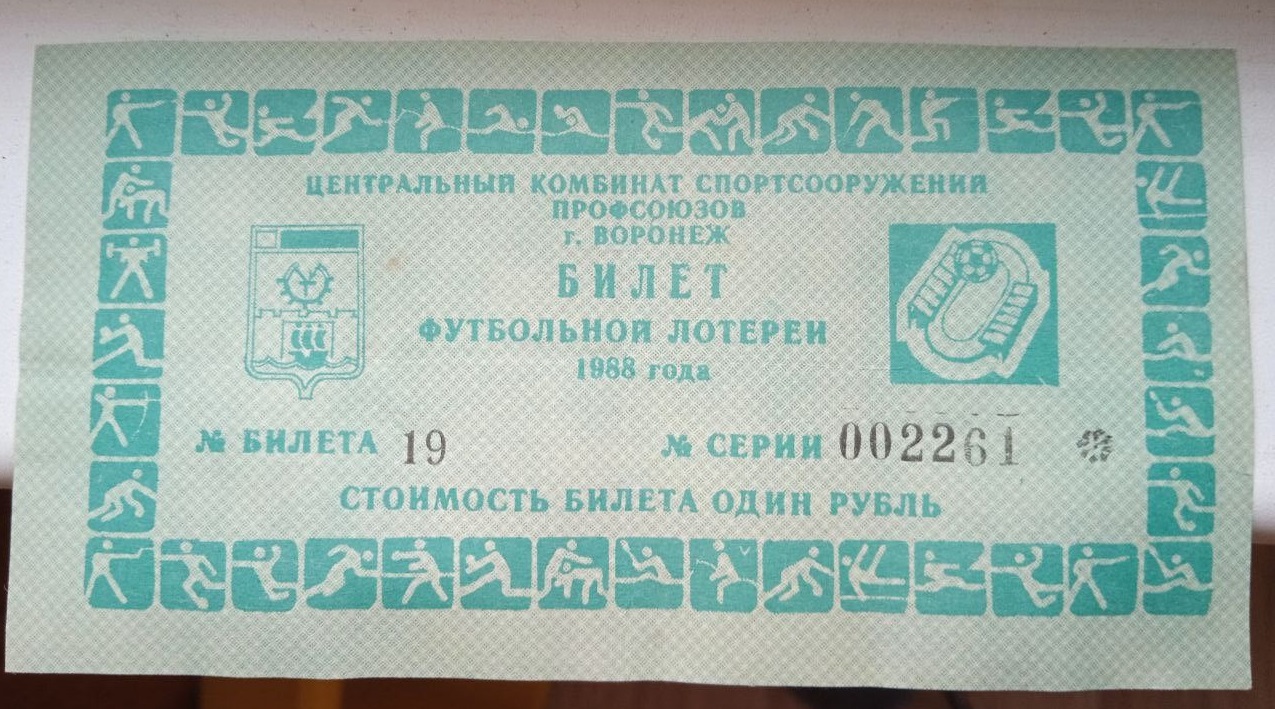 ЦЕНТРАЛЬНЫЙ КОМБИНАТ СПОРТСООРУЖЕНИЙ
ПРОФСОЮЗОВ
г. ВОРОНЕЖ
БИЛЕТ
ФУТБОЛЬНОЙ ЛОТЕРЕИ
1988 года
№ БИЛЕТА 19 № СЕРИИ 002261
СТОИМОСТЬ БИЛЕТА ОДИН РУБЛЬ